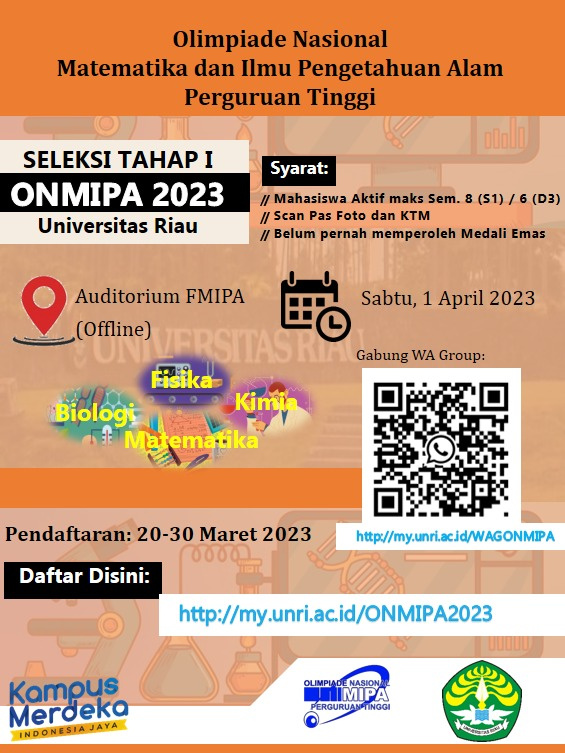 Olimpiade Nasional
Matematika dan Ilmu Pengetahuan Alam
Perguruan Tinggi
SELEKSI TAHAP I
ONMIPA 2023
Universitas Riau
Syarat:
// Mahasiswa Aktif maks Sem. 8 (S1) / 6 (D3)
// Scan Pas Foto dan KTM
// Belum pernah memperoleh Medali Emas
Auditorium FMIPA
(Offline)
Sabtu, 1 April 2023
UNIVERSITAS RIAU
Gabung WA Group:
Fisika
Biologi
Kimia
Matematika
http://my.unri.ac.id/WAGONMIPA
Pendaftaran: 20-30 Maret 2023
Daftar Disini:
http://my.unri.ac.id/ONMIPA2023
Kampus
Merdeka
INDONESIA JAYA
OLIMPIADE NASIONAL
MIPA
PERGURUAN TINGGI
UNIVERSITAS RIAU